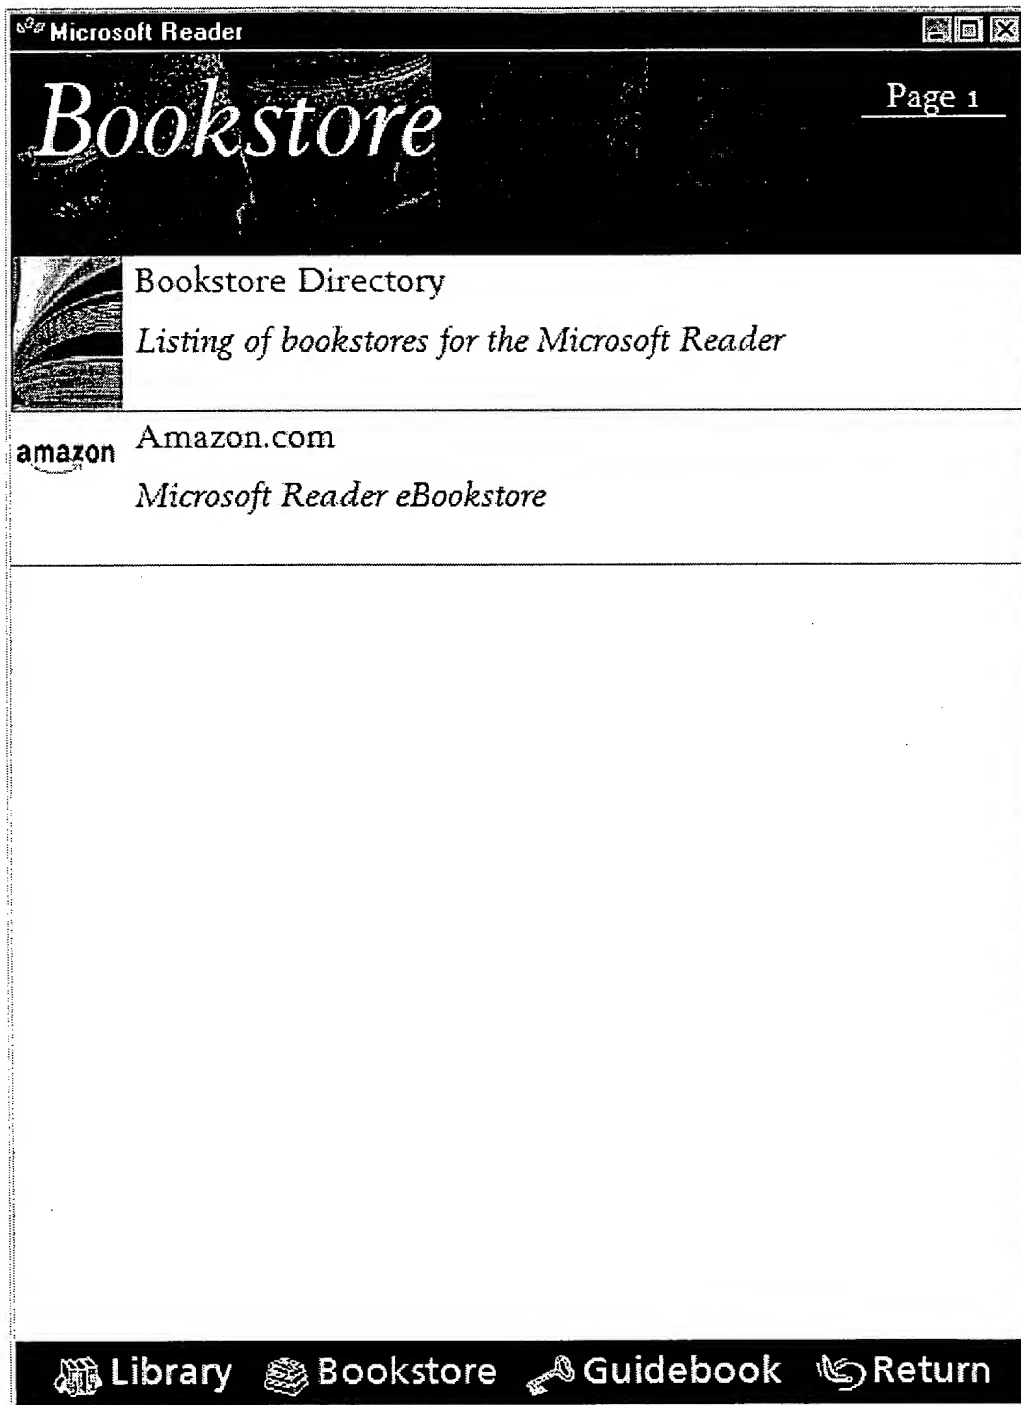 Microsoft Reader
Bookstore
Page 1
Bookstore Directory
Listing of bookstores for the Microsoft Reader
amazon
Amazon.com
Microsoft Reader eBookstore
Library Bookstore Guidebook Return